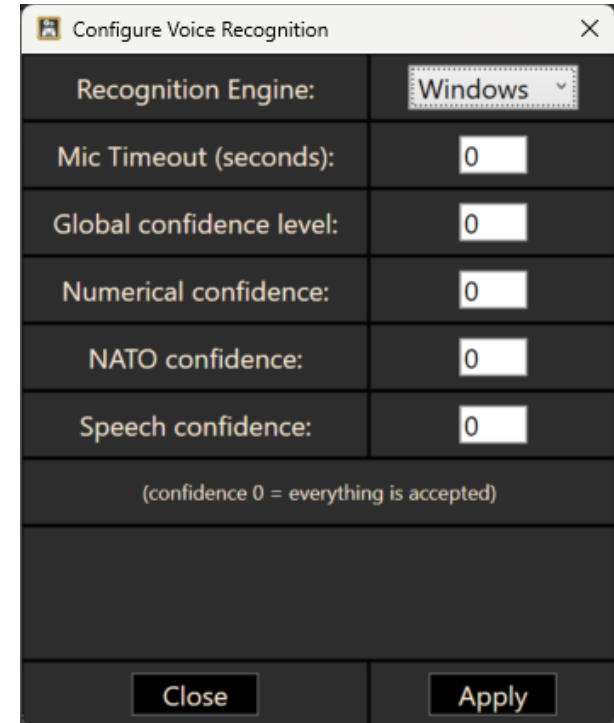 Configure Voice Recognition
Recognition Engine: Windows
Mic Timeout (seconds): 0
Global confidence level: 0
Numerical confidence: 0
NATO confidence: 0
Speech confidence: 0
(confidence 0 = everything is accepted)
Close Apply